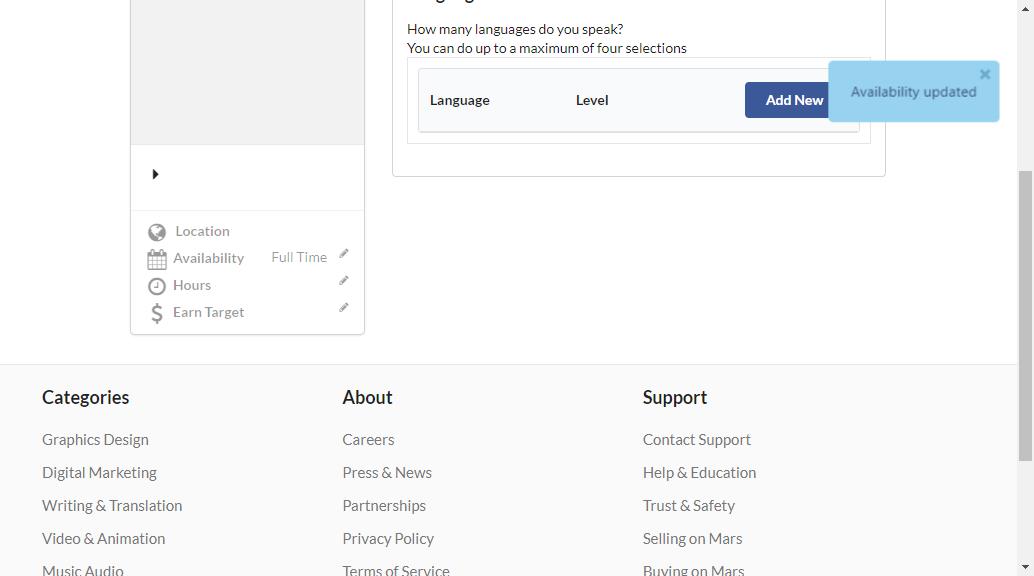 How many languages do you speak?
You can do up to a maximum of four selections
Language Level Add New
Availability updated
Location
Availability Full Time
Hours
Earn Target
Categories About Support
Graphics Design Careers Contact Support
Digital Marketing Press & News Help & Education
Writing & Translation Partnerships Trust & Safety
Video & Animation Privacy Policy Selling on Mars
Music Audio Terms of Service Buying on Mars